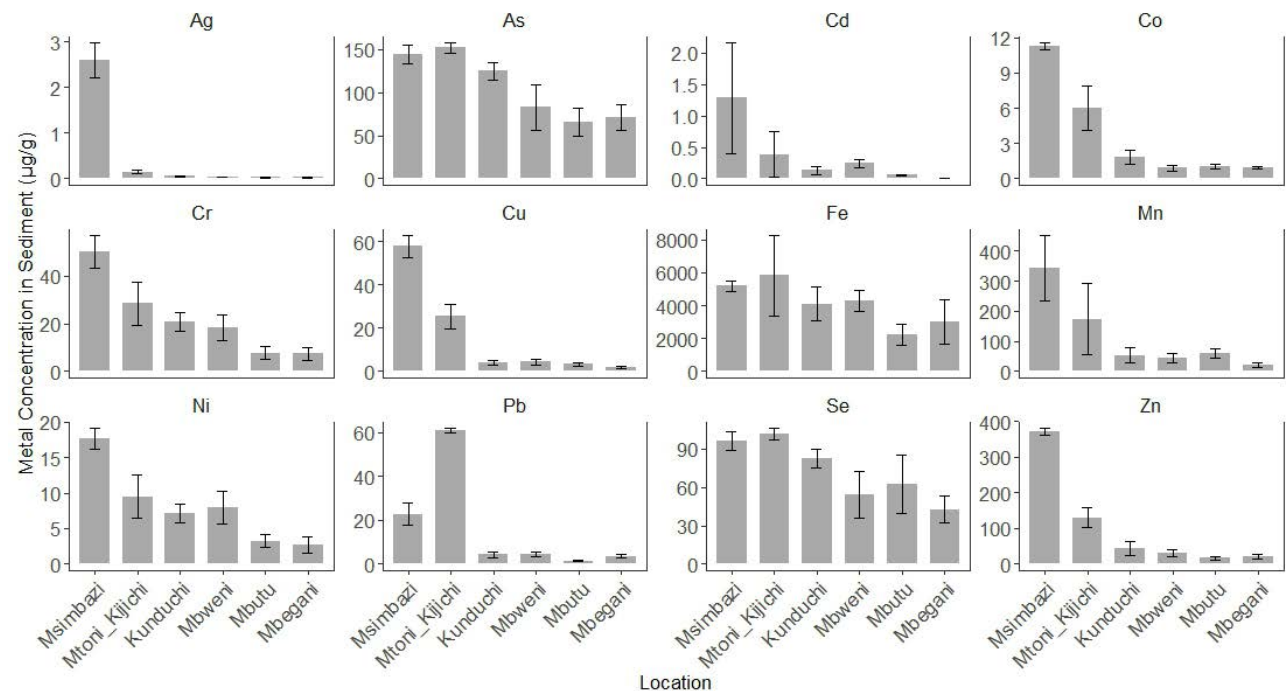 Ag
As
Cd
Co
3
2
1
0
150
100
50
0
2.0
1.5
1.0
0.5
0.0
12
9
6
3
0
Cr
Cu
Fe
Mn
40
20
0
60
40
20
0
8000
6000
4000
2000
0
400
300
200
100
0
Ni
Pb
Se
Zn
20
15
10
5
0
60
40
20
0
90
60
30
0
400
300
200
100
0
Metal Concentration in Sediment (µg/g)
Msimbazi
Mtoni_Kijichi
Kunduchi
Mbweni
Mbutu
Mbegani
Msimbazi
Mtoni_Kijichi
Kunduchi
Mbweni
Mbutu
Mbegani
Msimbazi
Mtoni_Kijichi
Kunduchi
Mbweni
Mbutu
Mbegani
Msimbazi
Mtoni_Kijichi
Kunduchi
Mbweni
Mbutu
Mbegani
Location